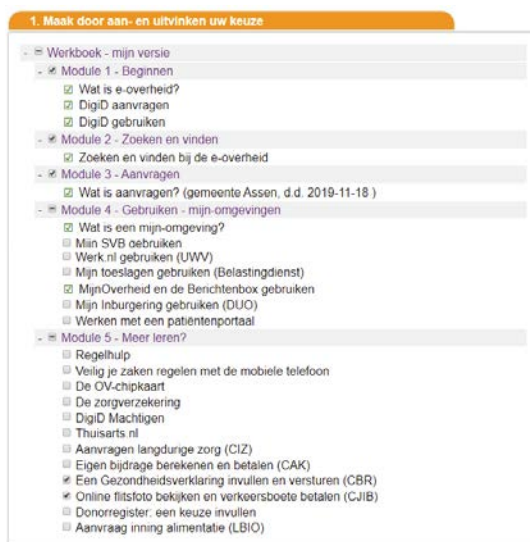 1. Maak door aan- en uitvinken uw keuze
Werkboek - mijn versie
Module 1 - Beginnen
Wat is e-overheid?
DigiD aanvragen
DigiD gebruiken
Module 2 - Zoeken en vinden
Zoeken en vinden bij de e-overheid
Module 3 - Aanvragen
Wat is aanvragen? (gemeente Assen, d.d. 2019-11-18 )
Module 4 - Gebruiken - mijn-omgevingen
Wat is een mijn-omgeving?
Mijn SVB gebruiken
Werk.nl gebruiken (UWV)
Mijn toeslagen gebruiken (Belastingdienst)
MijnOverheid en de Berichtenbox gebruiken
Mijn Inburgering gebruiken (DUO)
Werken met een patiëntenportaal
Module 5 - Meer leren?
Regelhulp
Veilig je zaken regelen met de mobiele telefoon
De OV-chipkaart
De zorgverzekering
DigiD Machtigen
Thuisarts.nl
Aanvragen langdurige zorg (CIZ)
Eigen bijdrage berekenen en betalen (CAK)
Een Gezondheidsverklaring invullen en versturen (CBR)
Online flitsfoto bekijken en verkeersboete betalen (CJIB)
Donorregister: een keuze invullen
Aanvraag inning alimentatie (LBIO)